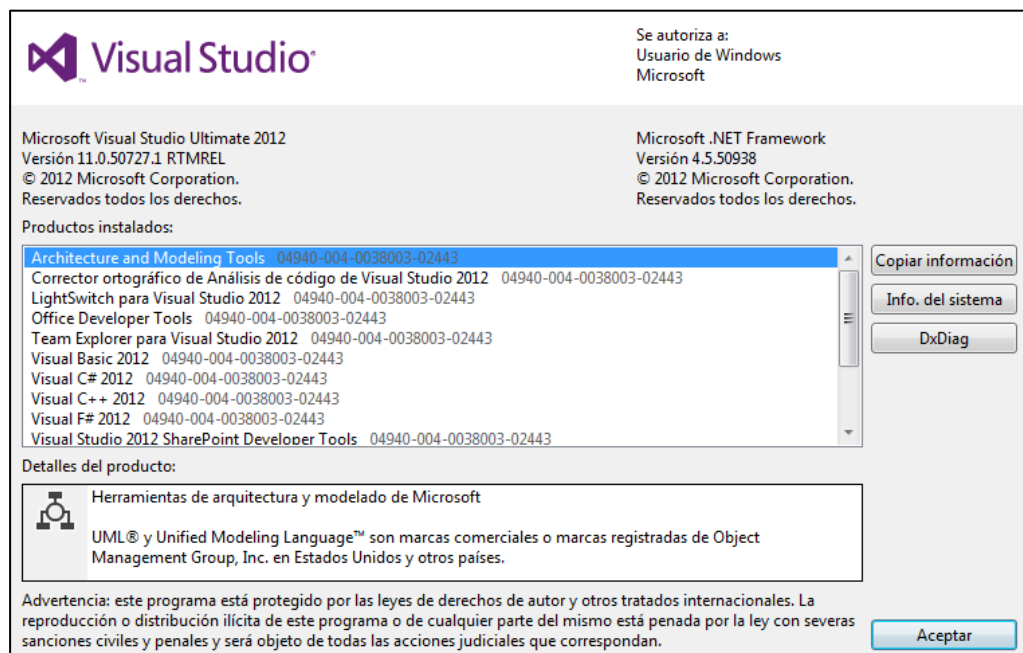 Visual Studio®
™
Se autoriza a:
Usuario de Windows
Microsoft
Microsoft Visual Studio Ultimate 2012
Versión 11.0.50727.1 RTMREL
© 2012 Microsoft Corporation.
Reservados todos los derechos.
Microsoft .NET Framework
Versión 4.5.50938
© 2012 Microsoft Corporation.
Reservados todos los derechos.
Productos instalados:
Architecture and Modeling Tools 04940-004-0038003-02443
Corrector ortográfico de Análisis de código de Visual Studio 2012 04940-004-0038003-02443
LightSwitch para Visual Studio 2012 04940-004-0038003-02443
Office Developer Tools 04940-004-0038003-02443
Team Explorer para Visual Studio 2012 04940-004-0038003-02443
Visual Basic 2012 04940-004-0038003-02443
Visual C# 2012 04940-004-0038003-02443
Visual C++ 2012 04940-004-0038003-02443
Visual F# 2012 04940-004-0038003-02443
Visual Studio 2012 SharePoint Developer Tools 04940-004-0038003-02443
Copiar información
Info. del sistema
DxDiag
Detalles del producto:
Herramientas de arquitectura y modelado de Microsoft
UML® y Unified Modeling Language™ son marcas comerciales o marcas registradas de Object
Management Group, Inc. en Estados Unidos y otros países.
Advertencia: este programa está protegido por las leyes de derechos de autor y otros tratados internacionales. La
reproducción o distribución ilícita de este programa o de cualquier parte del mismo está penada por la ley con severas
sanciones civiles y penales y será objeto de todas las acciones judiciales que correspondan.
Aceptar